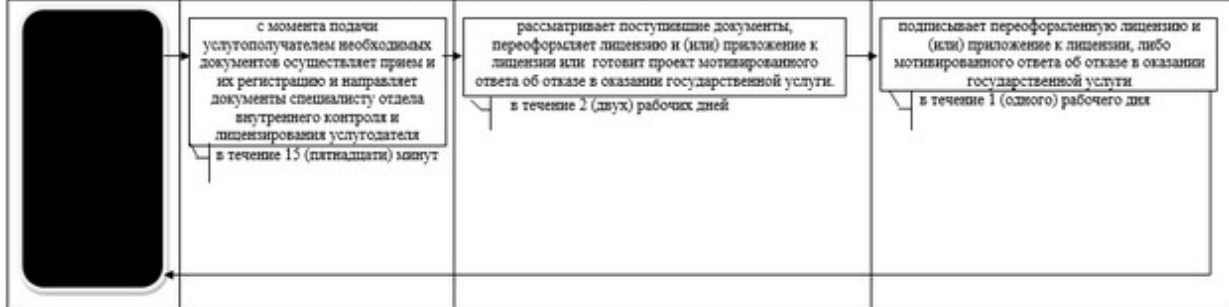 с момента подачи
услугополучателем необходимых
документов осуществляет прием и
их регистрацию и направляет
документы специалисту отдела
внутреннего контроля и
лицензирования услугодателя
в течение 15 (пятнадцати) минут
рассматривает поступившие документы,
переоформляет лицензию и (или) приложение к
лицензии или готовит проект мотивированного
ответа об отказе в оказании государственной услуги.
в течение 2 (двух) рабочих дней
подписывает переоформленную лицензию и
(или) приложение к лицензии, либо
мотивированного ответа об отказе в оказании
государственной услуги
в течение 1 (одного) рабочего дня